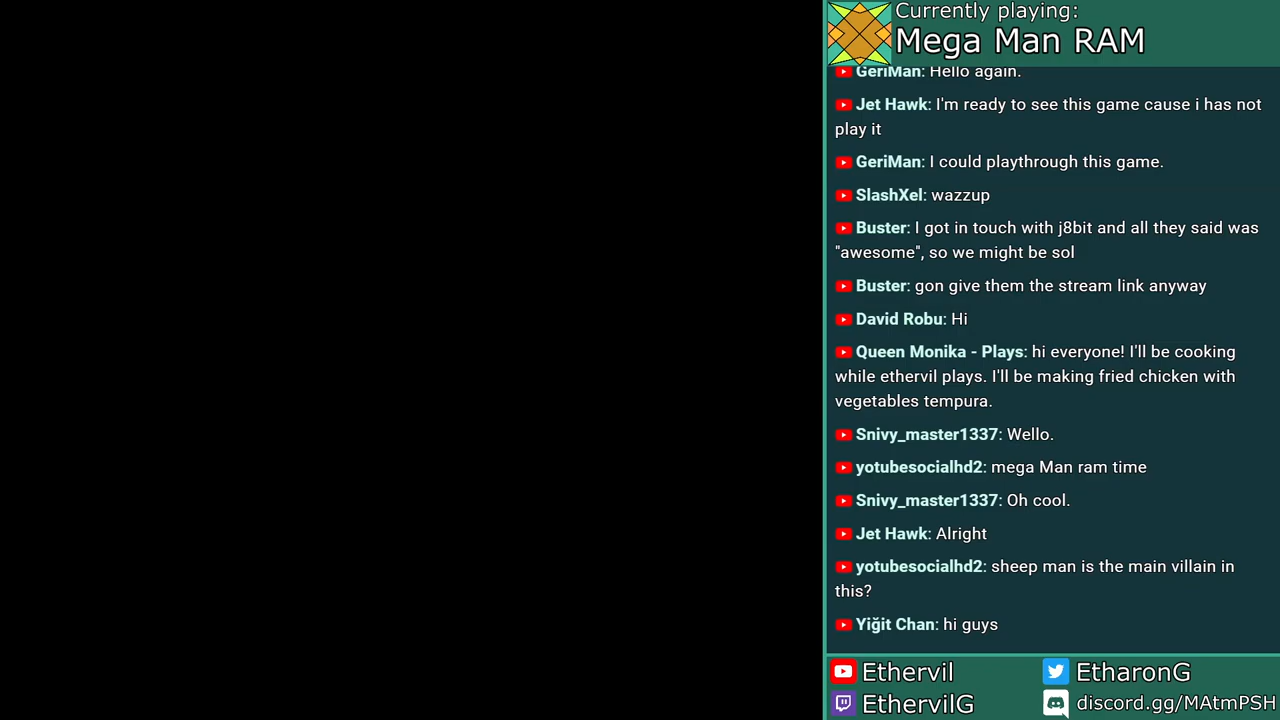 Currently playing:
Mega Man RAM
GeriMan: Hello again.
Jet Hawk: I'm ready to see this game cause i has not
play it
GeriMan: I could playthrough this game.
SlashXel: wazzup
Buster: I got in touch with j8bit and all they said was
"awesome", so we might be sol
Buster: gon give them the stream link anyway
David Robu: Hi
Queen Monika - Plays: hi everyone! I'll be cooking
while ethervil plays. I'll be making fried chicken with
vegetables tempura.
Snivy_master1337: Wello.
yotubesocialhd2: mega Man ram time
Snivy_master1337: Oh cool.
Jet Hawk: Alright
yotubesocialhd2: sheep man is the main villain in
this?
Yiğit Chan: hi guys
Ethervil
EtharonG
EthervilG
discord.gg/MAtmPSH